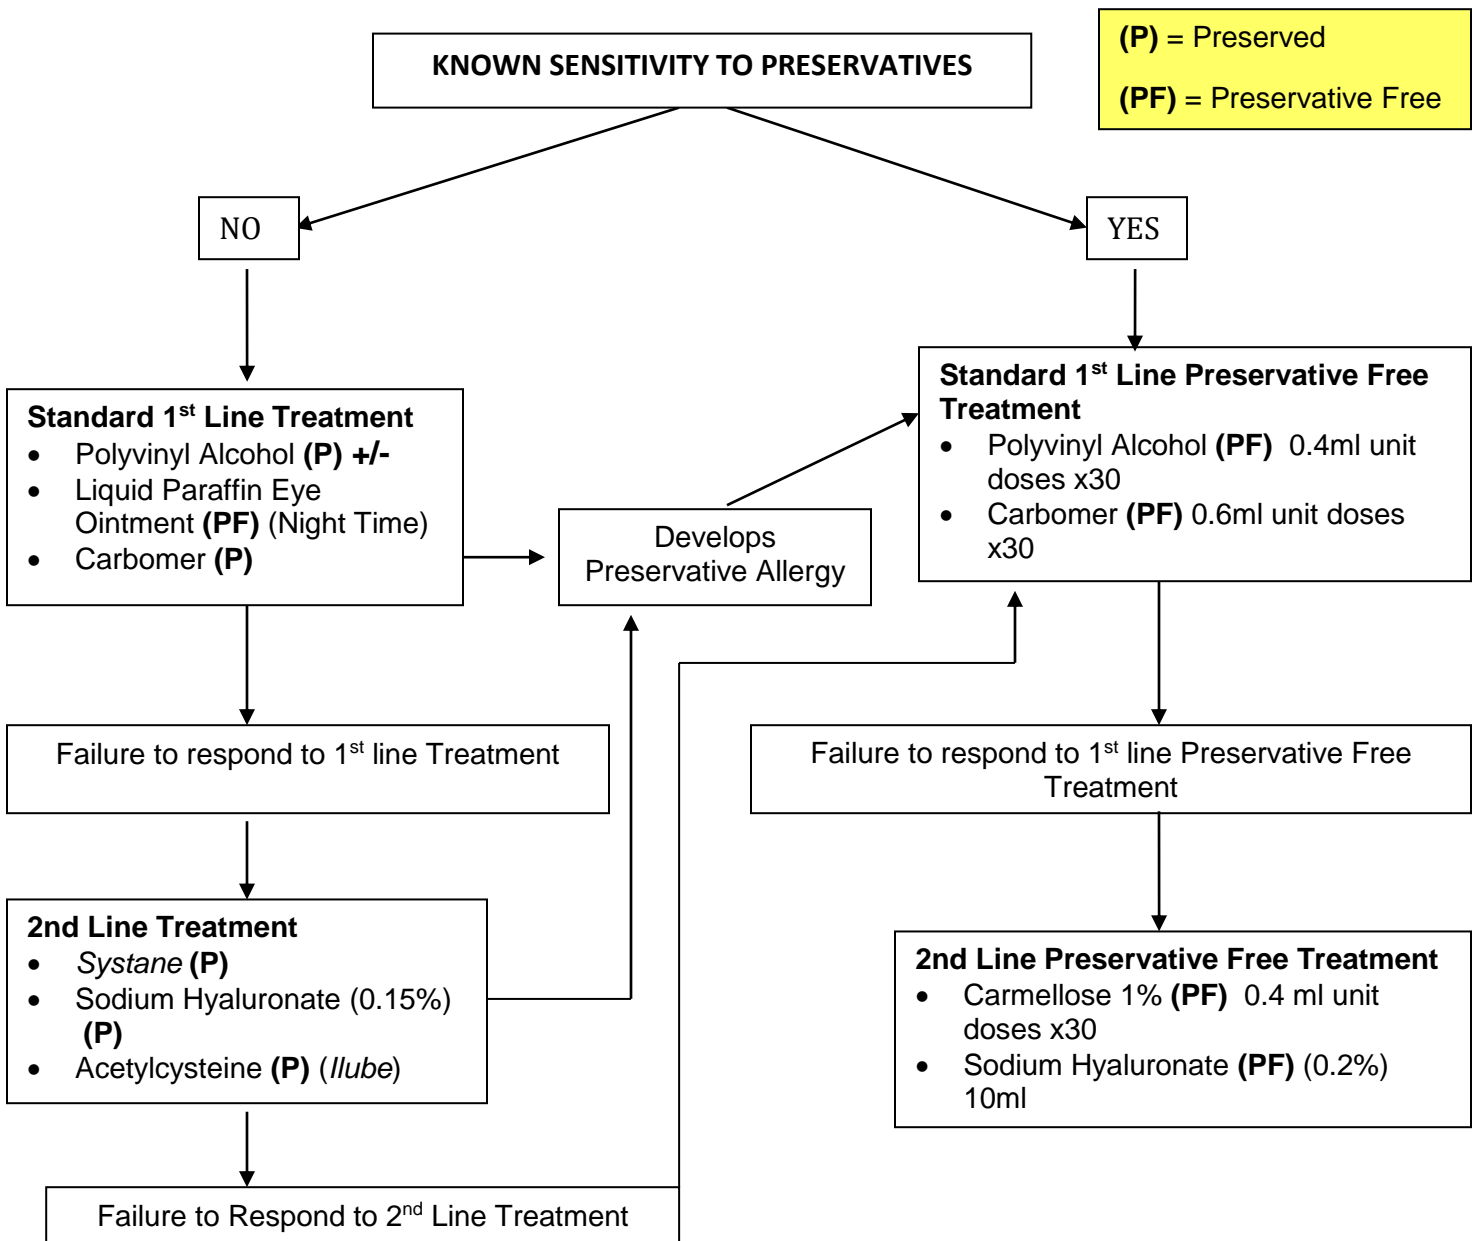 KNOWN SENSITIVITY TO PRESERVATIVES
(P) = Preserved
(PF) = Preservative Free
NO
YES
Standard 1st Line Treatment
• Polyvinyl Alcohol (P) +/-
• Liquid Paraffin Eye
Ointment (PF) (Night Time)
• Carbomer (P)
Develops
Preservative Allergy
Standard 1st Line Preservative Free
Treatment
• Polyvinyl Alcohol (PF) 0.4ml unit
doses x30
• Carbomer (PF) 0.6ml unit doses
x30
Failure to respond to 1st line Treatment
Failure to respond to 1st line Preservative Free
Treatment
2nd Line Treatment
• Systane (P)
• Sodium Hyaluronate (0.15%)
(P)
• Acetylcysteine (P) (Ilube)
2nd Line Preservative Free Treatment
• Carmellose 1% (PF) 0.4 ml unit
doses x30
• Sodium Hyaluronate (PF) (0.2%)
10ml
Failure to Respond to 2nd Line Treatment